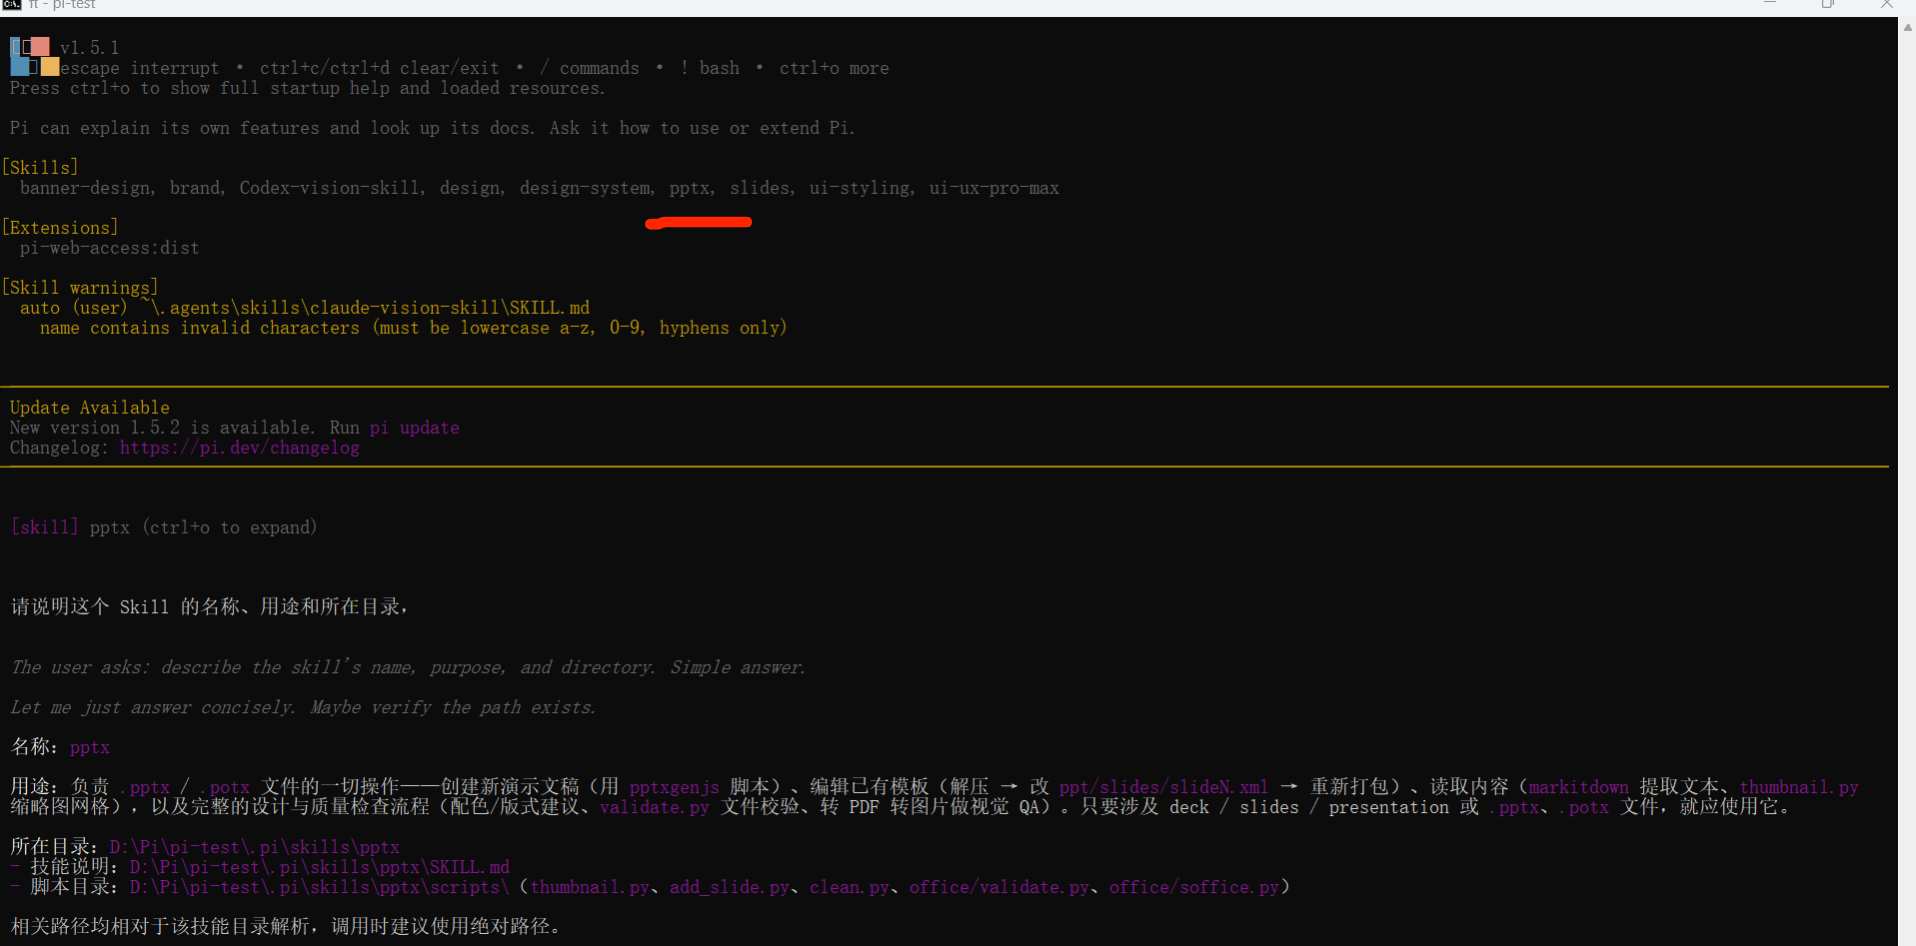 π - pi-test
v1.5.1
escape interrupt • ctrl+c/ctrl+d clear/exit • / commands • ! bash • ctrl+o more
Press ctrl+o to show full startup help and loaded resources.
Pi can explain its own features and look up its docs. Ask it how to use or extend Pi.
[Skills]
banner-design, brand, Codex-vision-skill, design, design-system, pptx, slides, ui-styling, ui-ux-pro-max
[Extensions]
pi-web-access:dist
[Skill warnings]
auto (user) ~\.agents\skills\claude-vision-skill\SKILL.md
name contains invalid characters (must be lowercase a-z, 0-9, hyphens only)
Update Available
New version 1.5.2 is available. Run pi update
Changelog: https://pi.dev/changelog
[skill] pptx (ctrl+o to expand)
请说明这个 Skill 的名称、用途和所在目录，
The user asks: describe the skill's name, purpose, and directory. Simple answer.
Let me just answer concisely. Maybe verify the path exists.
名称：pptx
用途：负责 .pptx / .potx 文件的一切操作——创建新演示文稿（用 pptxgenjs 脚本）、编辑已有模板（解压 → 改 ppt/slides/slideN.xml → 重新打包）、读取内容（markitdown 提取文本、thumbnail.py
缩略图网格），以及完整的设计与质量检查流程（配色/版式建议、validate.py 文件校验、转 PDF 转图片做视觉 QA）。只要涉及 deck / slides / presentation 或 .pptx、.potx 文件，就应使用它。
所在目录：D:\Pi\pi-test\.pi\skills\pptx
- 技能说明：D:\Pi\pi-test\.pi\skills\pptx\SKILL.md
- 脚本目录：D:\Pi\pi-test\.pi\skills\pptx\scripts\（thumbnail.py、add_slide.py、clean.py、office/validate.py、office/soffice.py）
相关路径均相对于该技能目录解析，调用时建议使用绝对路径。